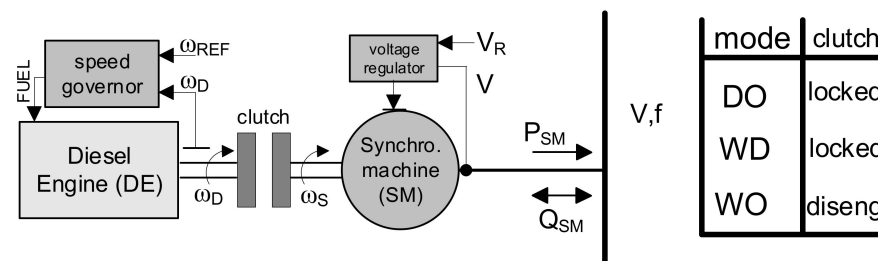 speed
governor
ωREF
ωD
FUEL
Diesel
Engine (DE)
ωD
clutch
ωS
voltage
regulator
VR
V
Synchro.
machine
(SM)
PSM
QSM
V,f
mode clutch
DO locked
WD locked
WO diseng